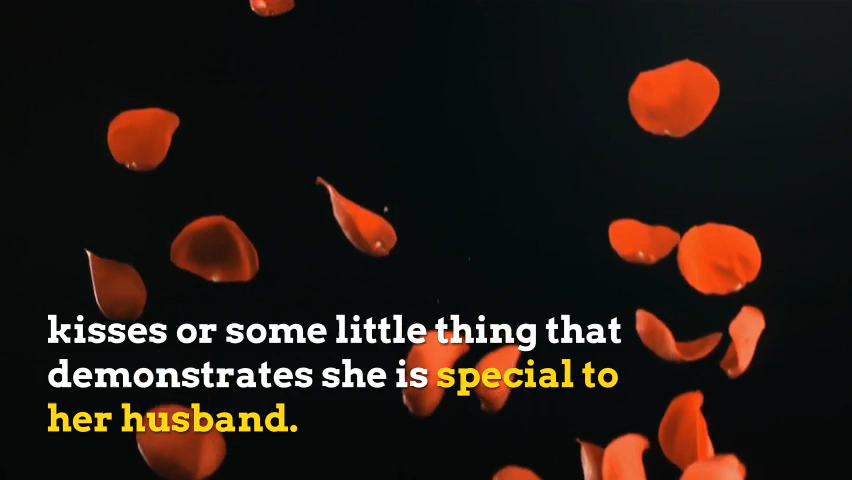 kisses or some little thing that
demonstrates she is special to
her husband.